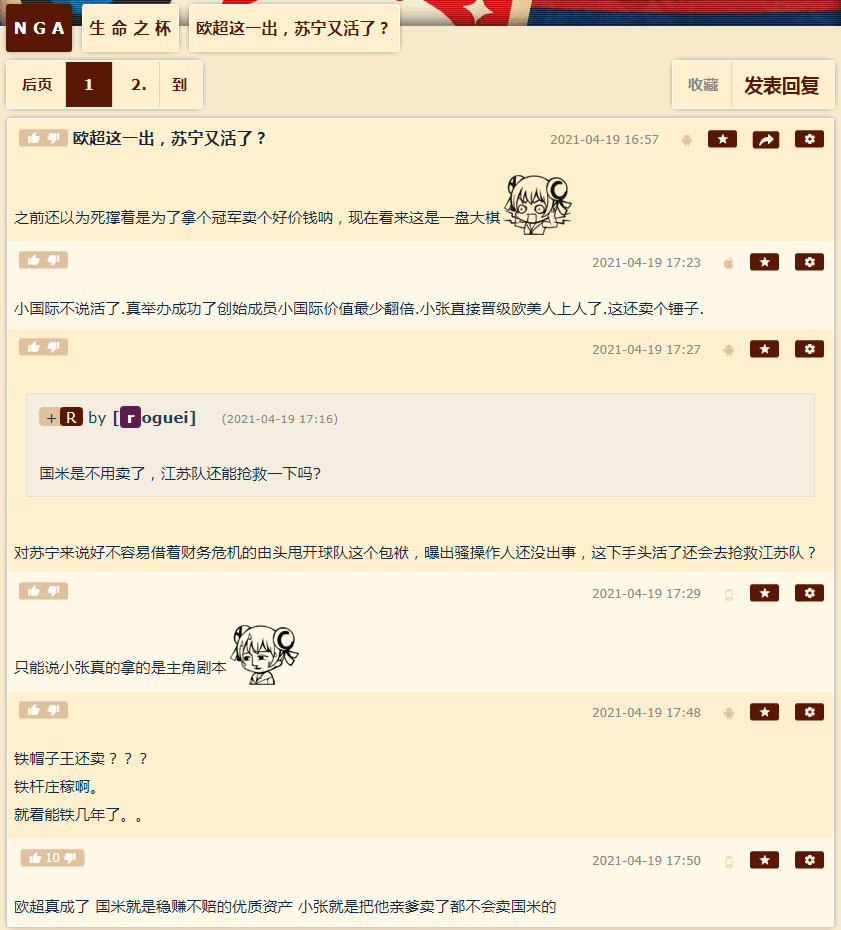 NGA
生命之杯
欧超这一出，苏宁又活了？
后页 1 2. 到
收藏 发表回复
欧超这一出，苏宁又活了？ 2021-04-19 16:57
之前还以为死撑着是为了拿个冠军卖个好价钱呐，现在看来这是一盘大棋
2021-04-19 17:23
小国际不说活了.真举办成功了创始成员小国际价值最少翻倍.小张直接晋级欧美人上人了.这还卖个锤子.
2021-04-19 17:27
+ R by [roguei] (2021-04-19 17:16)
国米是不用卖了，江苏队还能抢救一下吗?
对苏宁来说好不容易借着财务危机的由头甩开球队这个包袱，曝出骚操作人还没出事，这下手头活了还会去抢救江苏队？
2021-04-19 17:29
只能说小张真的拿的是主角剧本
2021-04-19 17:48
铁帽子王还卖？？？
铁杆庄稼啊。
就看能铁几年了。。
10 2021-04-19 17:50
欧超真成了 国米就是稳赚不赔的优质资产 小张就是把他亲爹卖了都不会卖国米的